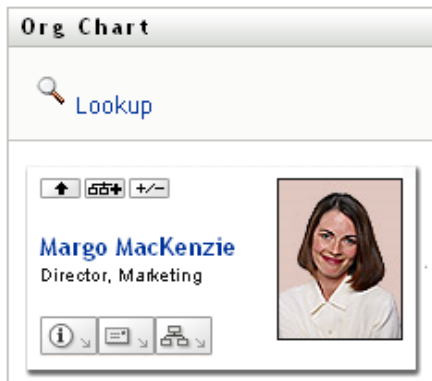 Org Chart
Lookup
+/-
Margo MacKenzie
Director, Marketing